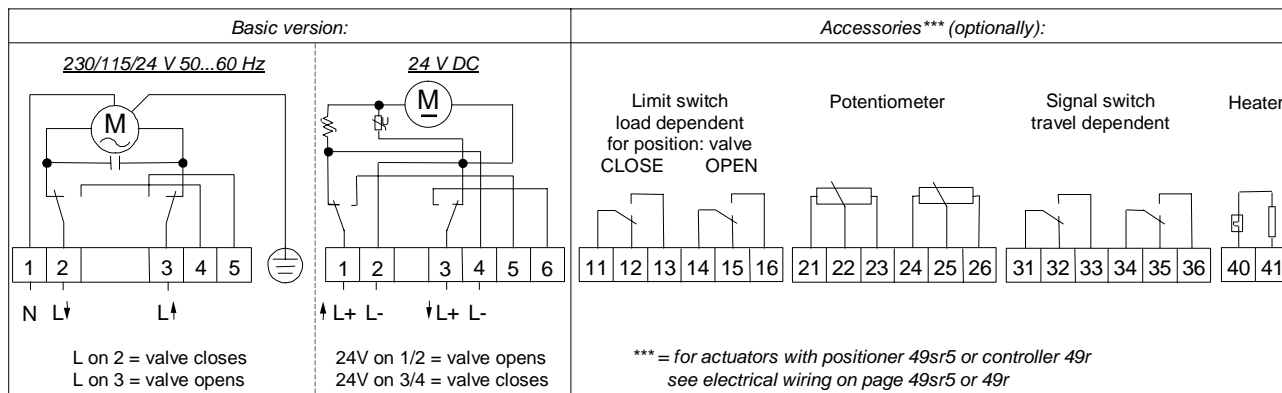 Basic version:
Accessories*** (optionally):
230/115/24 V 50...60 Hz
M
1 2 3 4 5
N L L
L on 2 = valve closes
L on 3 = valve opens
24 V DC
M
1 2 3 4 5 6
L+ L- L+ L-
24V on 1/2 = valve opens
24V on 3/4 = valve closes
Limit switch
load dependent
for position: valve
CLOSE OPEN
11 12 13 14 15 16
Potentiometer
21 22 23 24 25 26
Signal switch
travel dependent
31 32 33 34 35 36
Heater
40 41
*** = for actuators with positioner 49sr5 or controller 49r
see electrical wiring on page 49sr5 or 49r